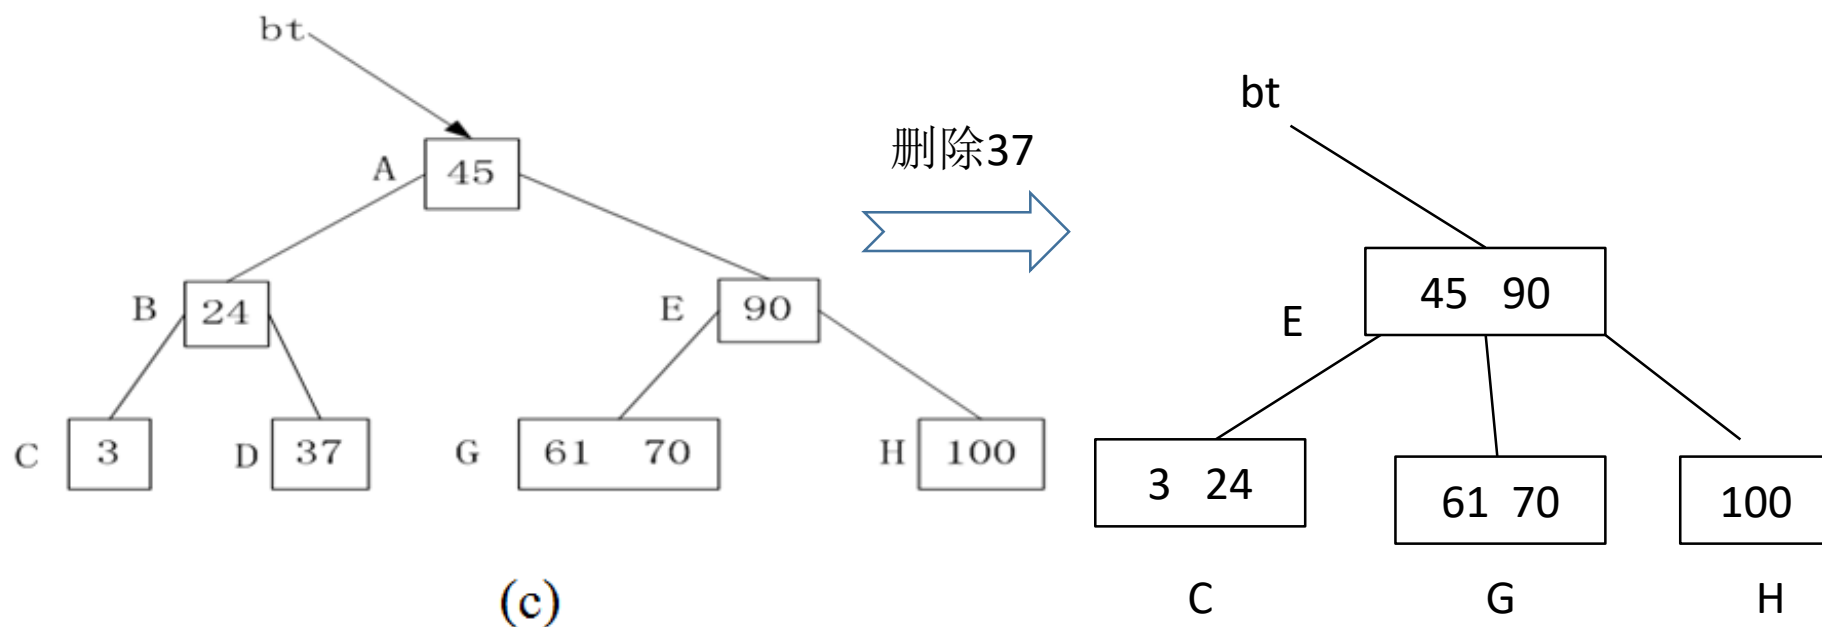 bt
A 45
B 24
E 90
C 3
D 37
G 61 70
H 100
(c)
删除37
bt
45 90
E
3 24
61 70
100
C
G
H